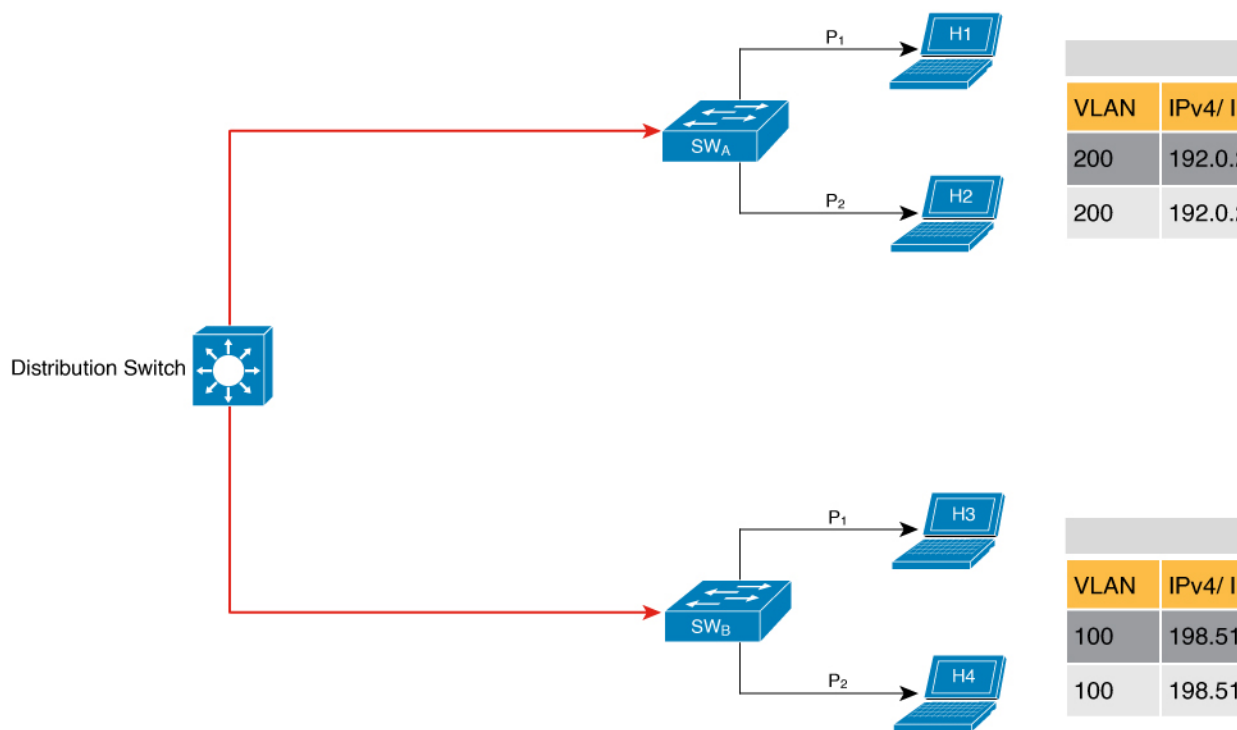 P₁
H1
SWA
P₂
H2
VLAN IPv4/
200 192.0.
200 192.0.
Distribution Switch
P₁
H3
SWB
P₂
H4
VLAN IPv4/
100 198.51
100 198.51